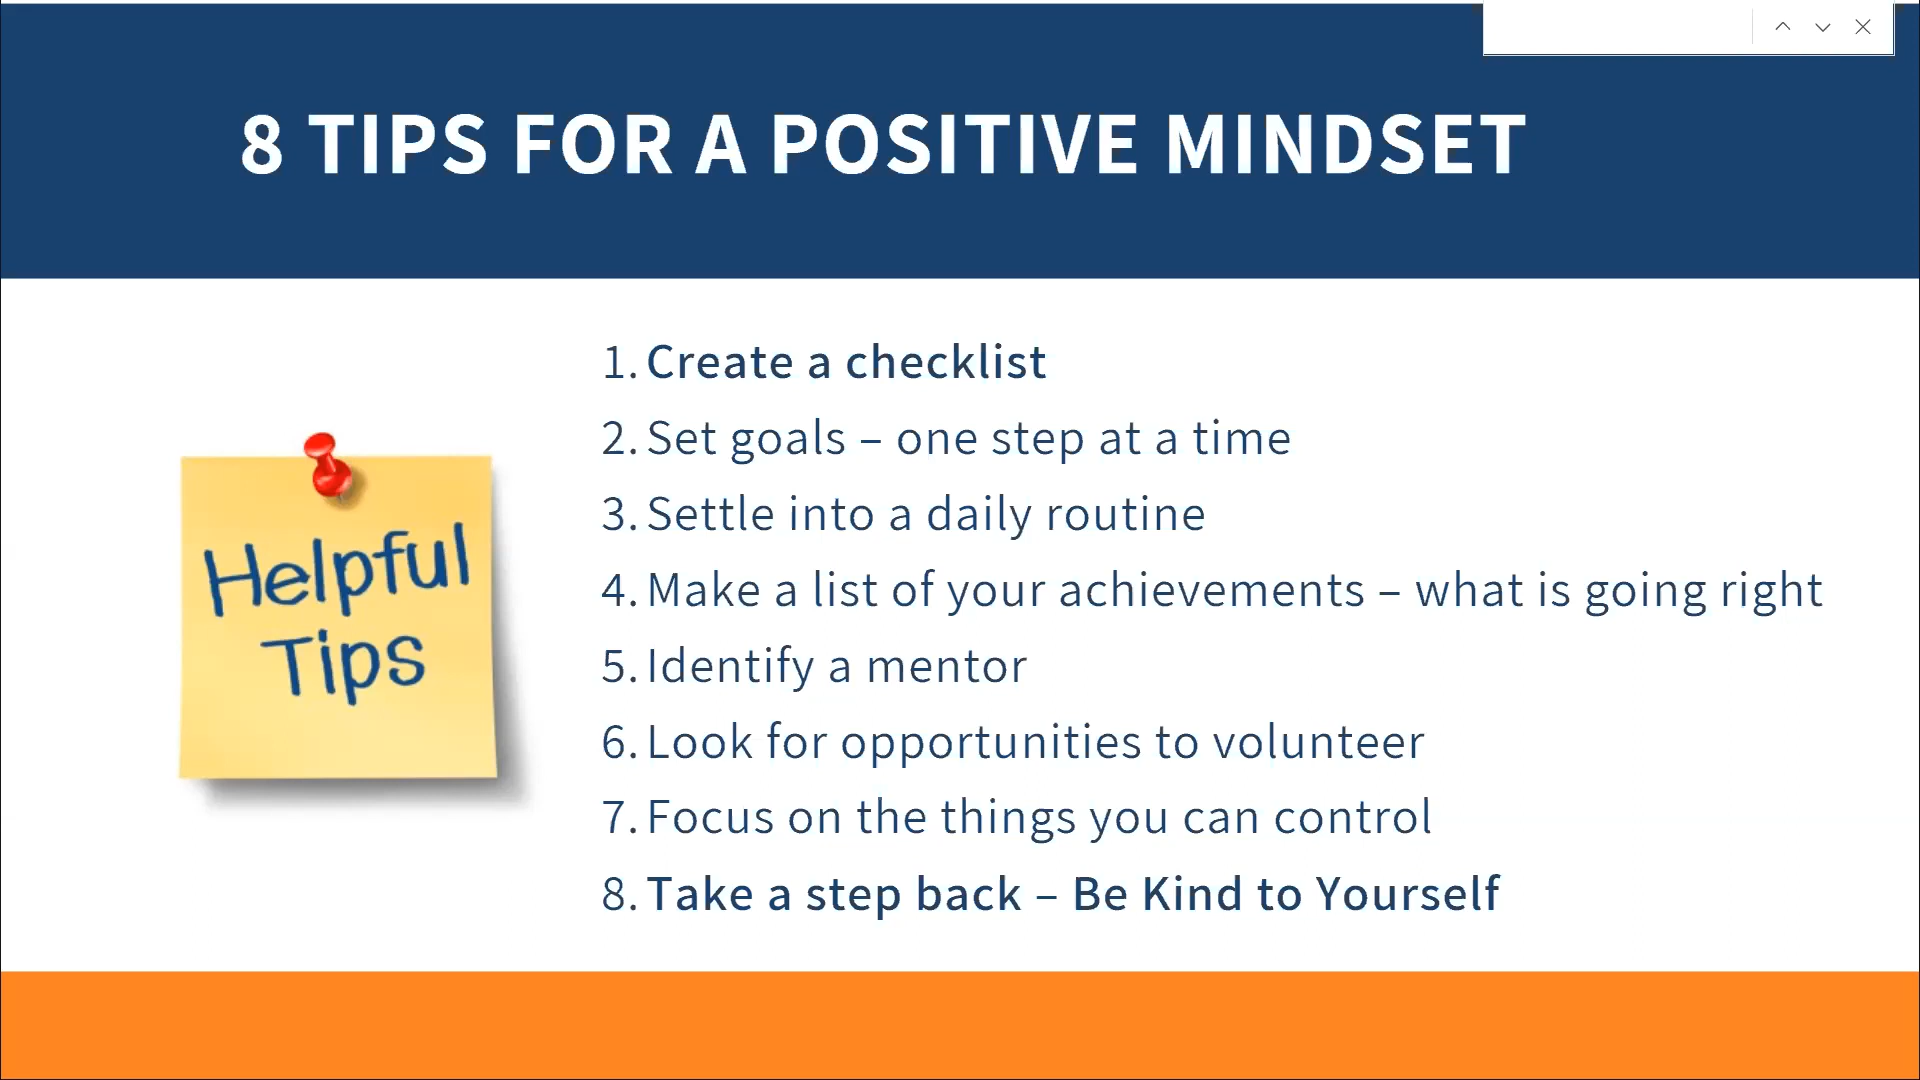 8 TIPS FOR A POSITIVE MINDSET
Helpful
Tips
1. Create a checklist
2. Set goals – one step at a time
3. Settle into a daily routine
4. Make a list of your achievements – what is going right
5. Identify a mentor
6. Look for opportunities to volunteer
7. Focus on the things you can control
8. Take a step back – Be Kind to Yourself